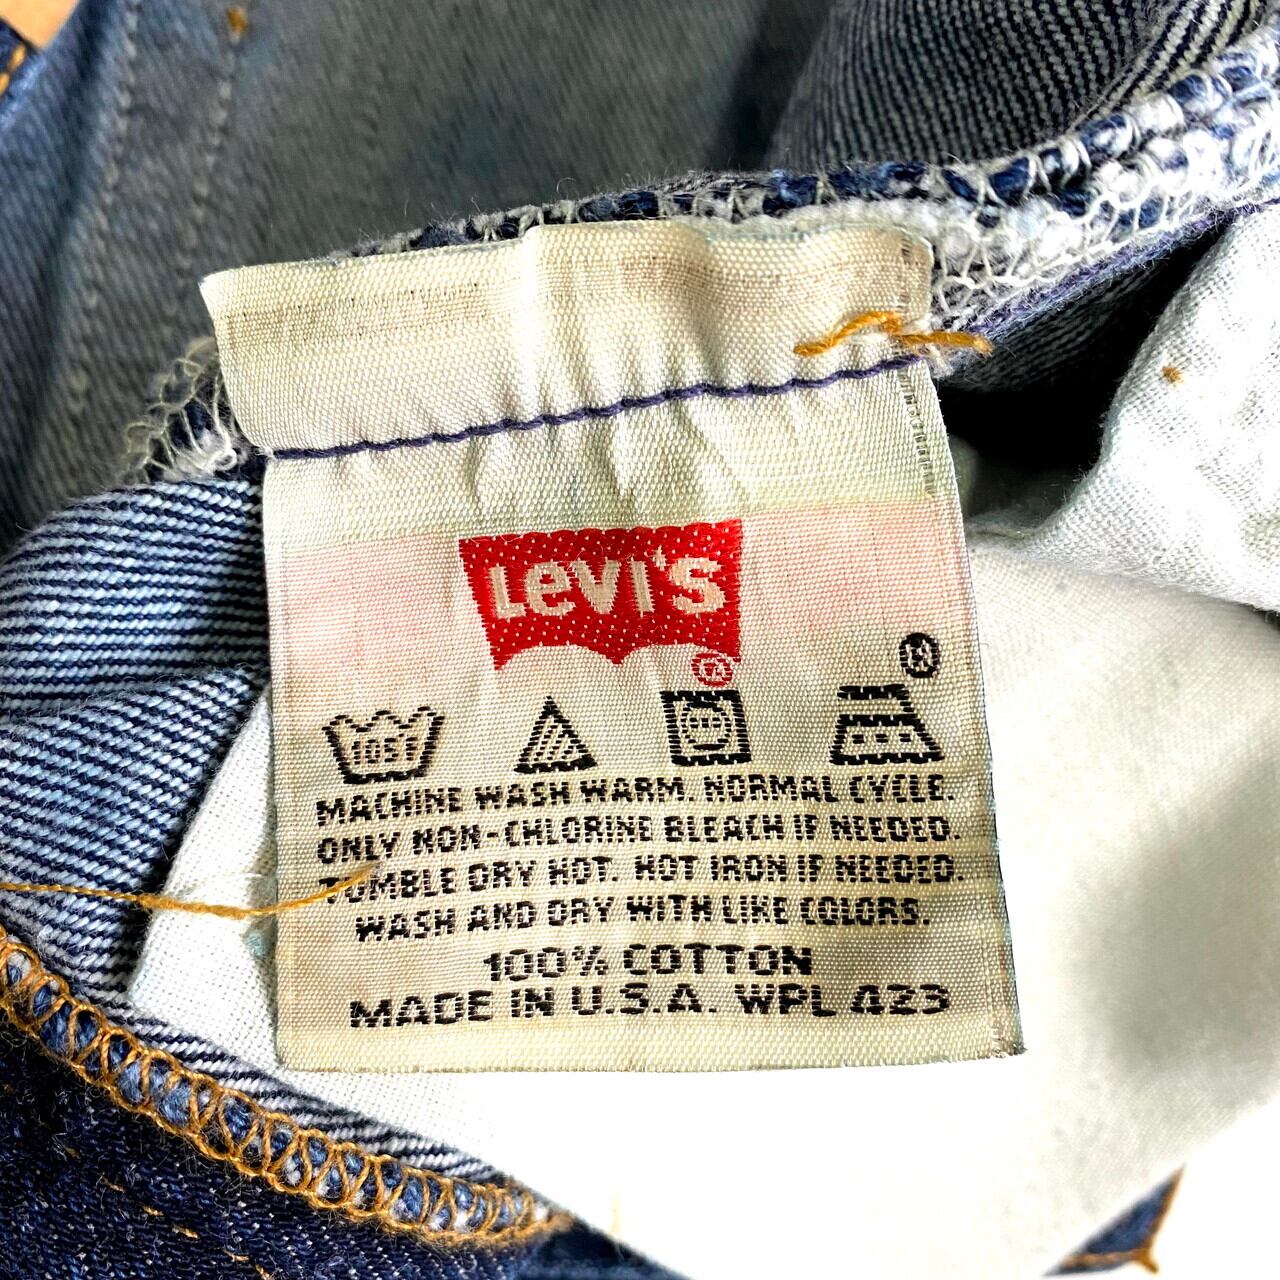 LEVI'S
®
®
105F
MACHINE WASH WARM. NORMAL CYCLE.
ONLY NON-CHLORINE BLEACH IF NEEDED.
TUMBLE DRY HOT. HOT IRON IF NEEDED.
WASH AND DRY WITH LIKE COLORS.
100% COTTON
MADE IN U.S.A. WPL 423